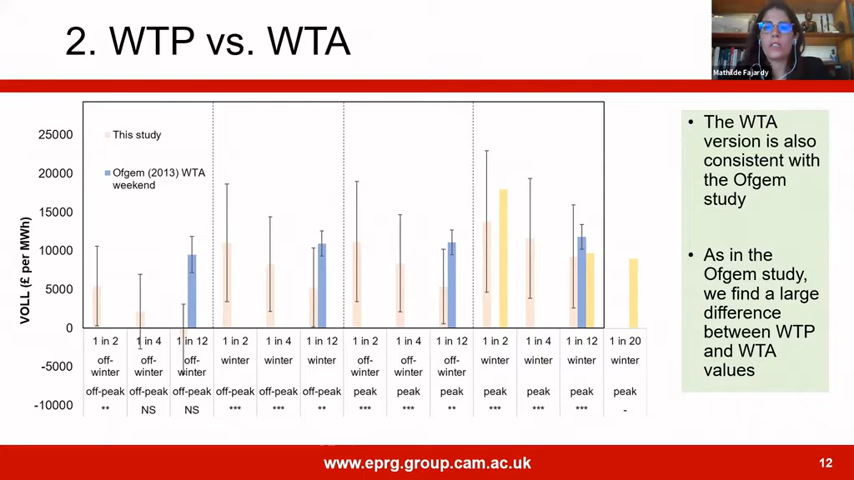 2. WTP vs. WTA
Mathilde Fajardy
25000
20000
15000
10000
5000
0
-5000
-10000
VOLL (£ per MWh)
This study
Ofgem (2013) WTA
weekend
1 in 2 1 in 4 1 in 12 1 in 2 1 in 4 1 in 12 1 in 2 1 in 4 1 in 12 1 in 2 1 in 4 1 in 12 1 in 20
off-winter off-winter off-winter winter winter winter off-winter off-winter off-winter winter winter winter winter
off-peak off-peak off-peak off-peak off-peak off-peak peak peak peak peak peak peak peak
** NS NS *** *** ** *** *** ** *** *** *** -
• The WTA
version is also
consistent with
the Ofgem
study
• As in the
Ofgem study,
we find a large
difference
between WTP
and WTA
values
www.eprg.group.cam.ac.uk
12